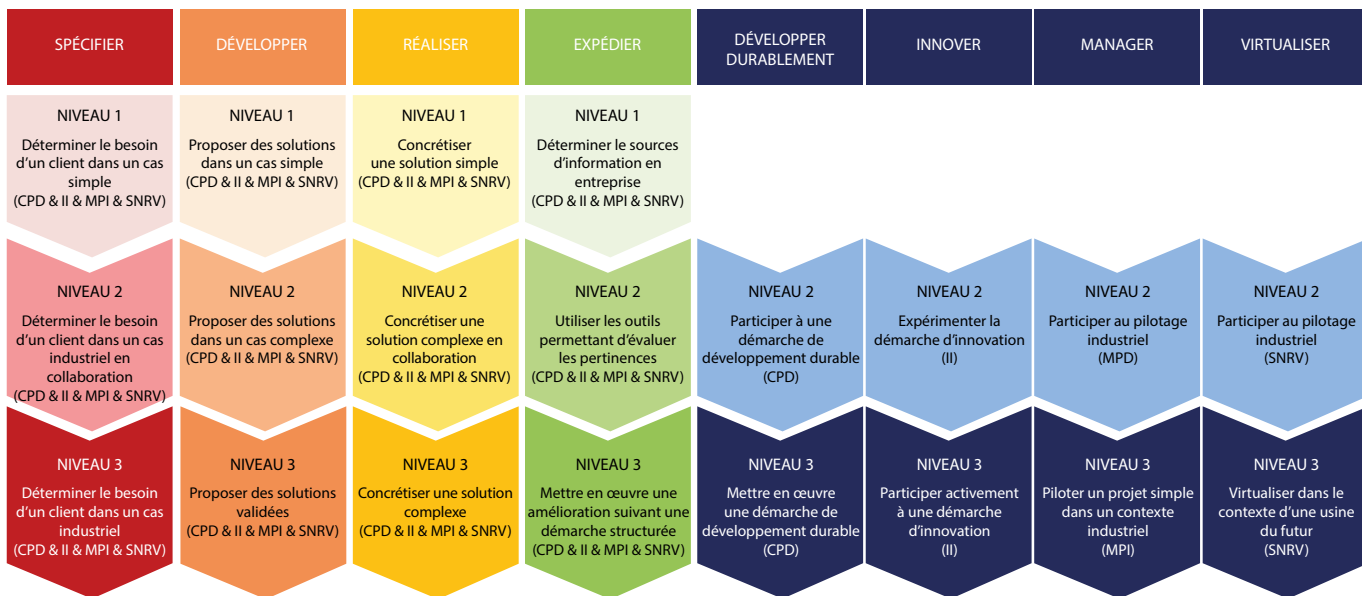 SPÉCIFIER
DÉVELOPPER
RÉALISER
EXPÉDIER
DÉVELOPPER
DURABLEMENT
INNOVER
MANAGER
VIRTUALISER
NIVEAU 1
Déterminer le besoin
d'un client dans un cas
simple
(CPD & II & MPI & SNRV)
NIVEAU 1
Proposer des solutions
dans un cas simple
(CPD & II & MPI & SNRV)
NIVEAU 1
Concrétiser
une solution simple
(CPD & II & MPI & SNRV)
NIVEAU 1
Déterminer le sources
d'information en
entreprise
(CPD & II & MPI & SNRV)
NIVEAU 2
Déterminer le besoin
d'un client dans un cas
industriel en
collaboration
(CPD & II & MPI & SNRV)
NIVEAU 2
Proposer des solutions
dans un cas complexe
(CPD & II & MPI & SNRV)
NIVEAU 2
Concrétiser une
solution complexe en
collaboration
(CPD & II & MPI & SNRV)
NIVEAU 2
Utiliser les outils
permettant d'évaluer
les pertinences
(CPD & II & MPI & SNRV)
NIVEAU 2
Participer à une
démarche de
développement durable
(CPD)
NIVEAU 2
Expérimenter la
démarche d'innovation
(II)
NIVEAU 2
Participer au pilotage
industriel
(MPD)
NIVEAU 2
Participer au pilotage
industriel
(SNRV)
NIVEAU 3
Déterminer le besoin
d'un client dans un cas
industriel
(CPD & II & MPI & SNRV)
NIVEAU 3
Proposer des solutions
validées
(CPD & II & MPI & SNRV)
NIVEAU 3
Concrétiser une solution
complexe
(CPD & II & MPI & SNRV)
NIVEAU 3
Mettre en œuvre une
amélioration suivant une
démarche structurée
(CPD & II & MPI & SNRV)
NIVEAU 3
Mettre en œuvre
une démarche de
développement durable
(CPD)
NIVEAU 3
Participer activement
à une démarche
d'innovation
(II)
NIVEAU 3
Piloter un projet simple
dans un contexte
industriel
(MPI)
NIVEAU 3
Virtualiser dans le
contexte d'une usine
du futur
(SNRV)